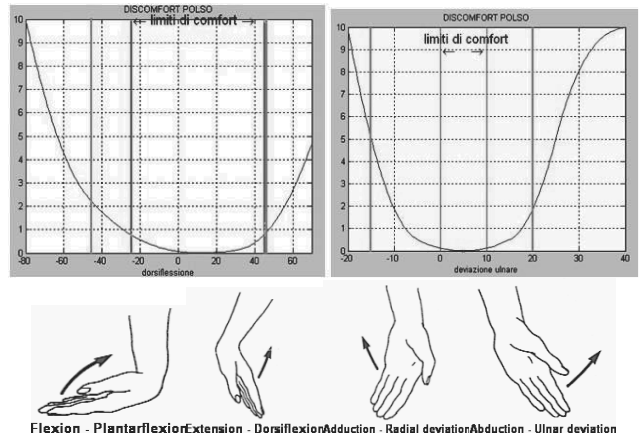 DISCOMFORT POLSO
limiti di comfort
10
9
8
7
6
5
4
3
2
1
0
-80 -60 -40 -20 0 20 40 60
dorsiflessione
DISCOMFORT POLSO
limiti di comfort
10
9
8
7
6
5
4
3
2
1
0
-20 -10 0 10 20 30 40
deviazione ulnare
Flexion - Plantarflexion
Extension - Dorsiflexion
Adduction - Radial deviation
Abduction - Ulnar deviation